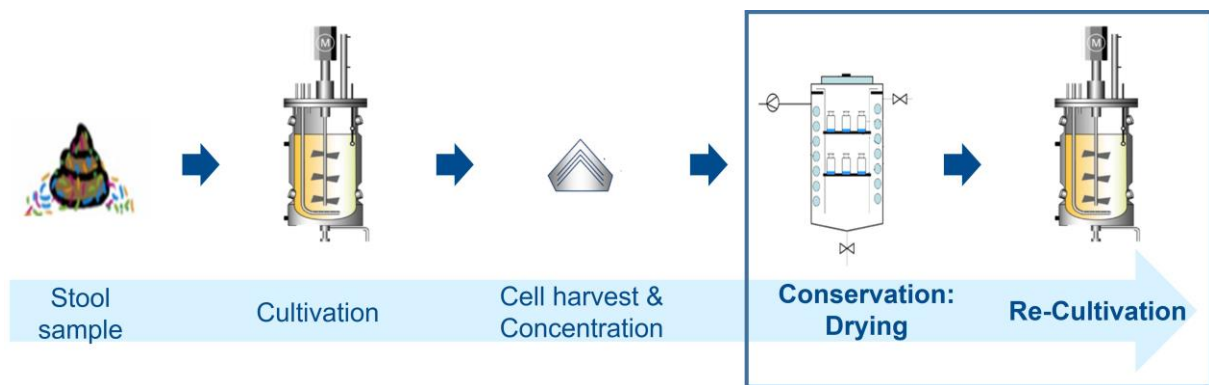 M
M
Stool
sample
Cultivation
Cell harvest &
Concentration
Conservation:
Drying
Re-Cultivation